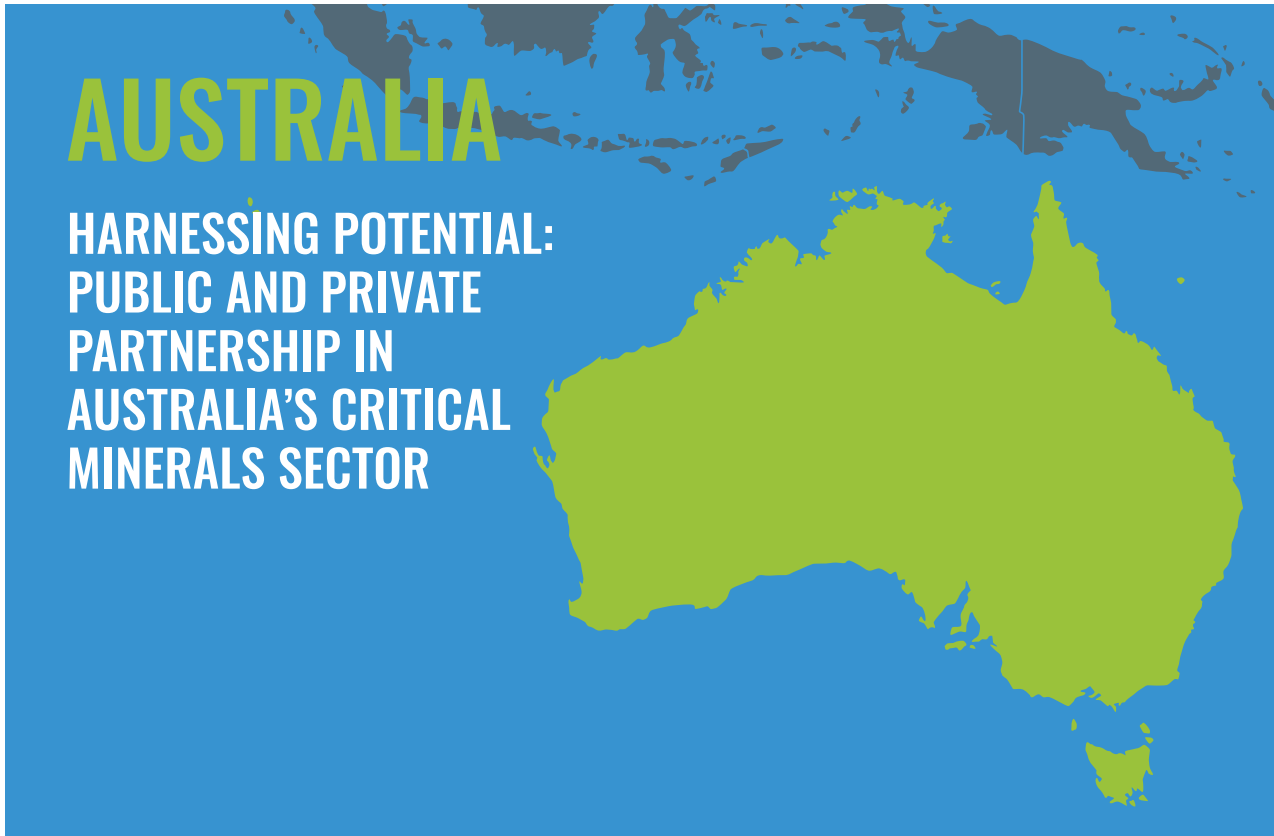 AUSTRALIA
HARNESSING POTENTIAL:
PUBLIC AND PRIVATE
PARTNERSHIP IN
AUSTRALIA’S CRITICAL
MINERALS SECTOR